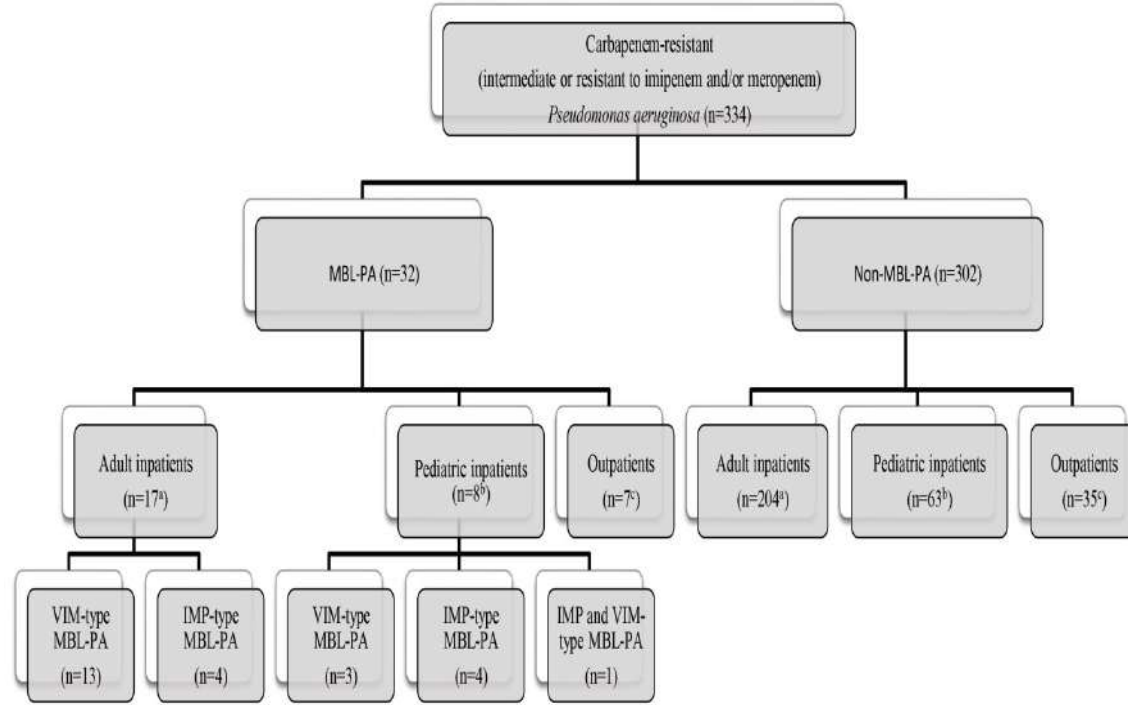 Carbapenem-resistant
(intermediate or resistant to imipenem and/or meropenem)
Pseudomonas aeruginosa (n=334)
MBL-PA (n=32)
Non-MBL-PA (n=302)
Adult inpatients
(n=17ᵃ)
Pediatric inpatients
(n=8ᵇ)
Outpatients
(n=7ᶜ)
Adult inpatients
(n=204ᵃ)
Pediatric inpatients
(n=63ᵇ)
Outpatients
(n=35ᶜ)
VIM-type
MBL-PA
(n=13)
IMP-type
MBL-PA
(n=4)
VIM-type
MBL-PA
(n=3)
IMP-type
MBL-PA
(n=4)
IMP and VIM-
type MBL-PA
(n=1)